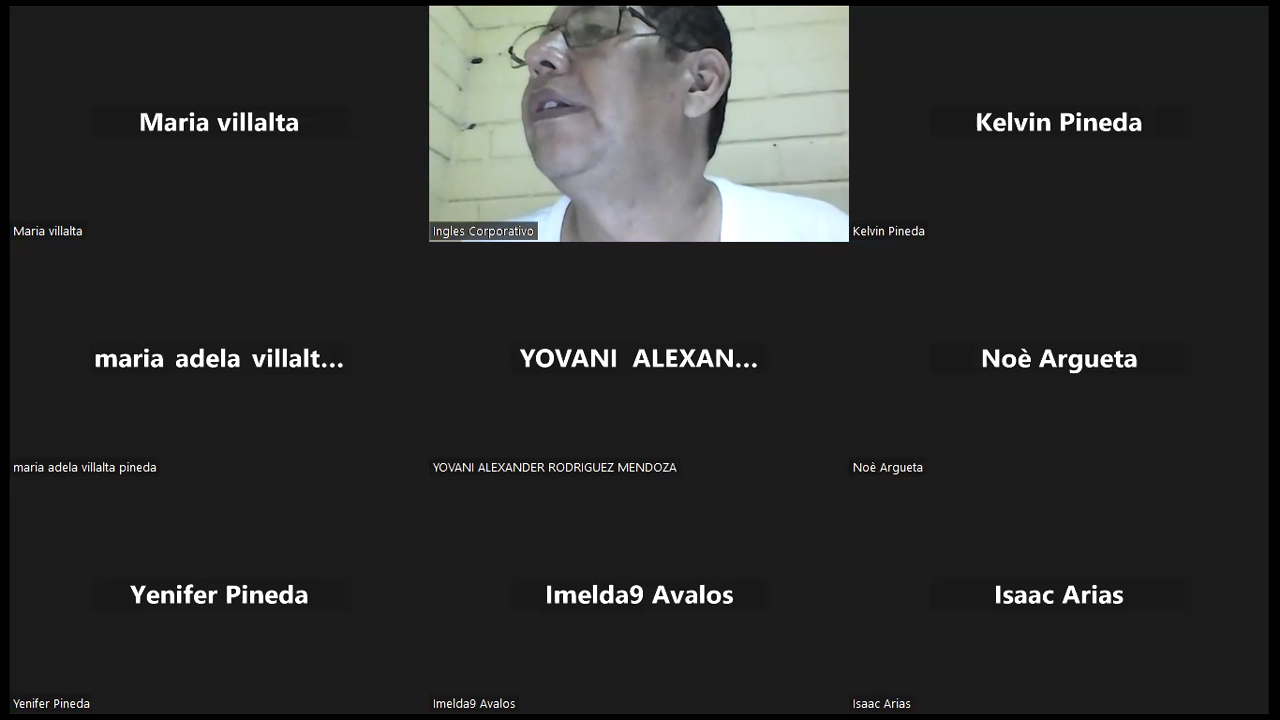 Maria villalta
Kelvin Pineda
Maria villalta
Ingles Corporativo
Kelvin Pineda
maria adela villalt...
YOVANI ALEXAN...
Noè Argueta
maria adela villalta pineda
YOVANI ALEXANDER RODRIGUEZ MENDOZA
Noè Argueta
Yenifer Pineda
Imelda9 Avalos
Isaac Arias
Yenifer Pineda
Imelda9 Avalos
Isaac Arias